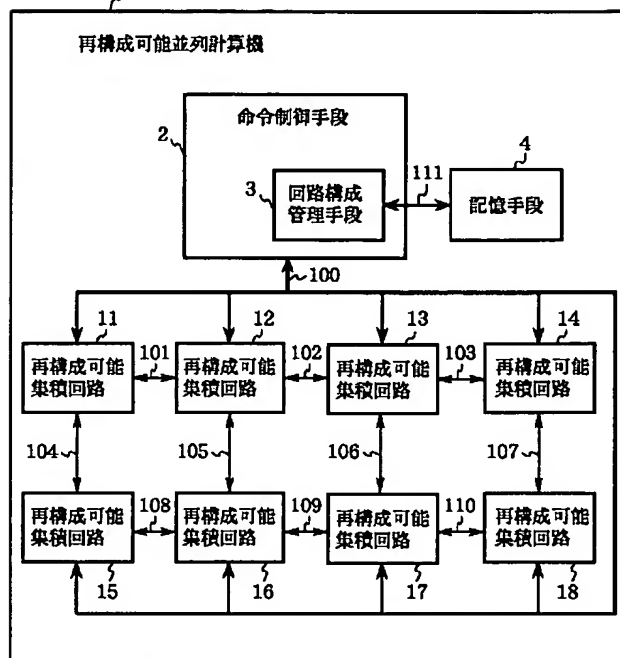 再構成可能並列計算機
命令制御手段
2
3
回路構成
管理手段
111
4
記憶手段
100
11
12
13
14
再構成可能
集積回路
101
再構成可能
集積回路
102
再構成可能
集積回路
103
再構成可能
集積回路
104
105
106
107
再構成可能
集積回路
108
再構成可能
集積回路
109
再構成可能
集積回路
110
再構成可能
集積回路
15
16
17
18